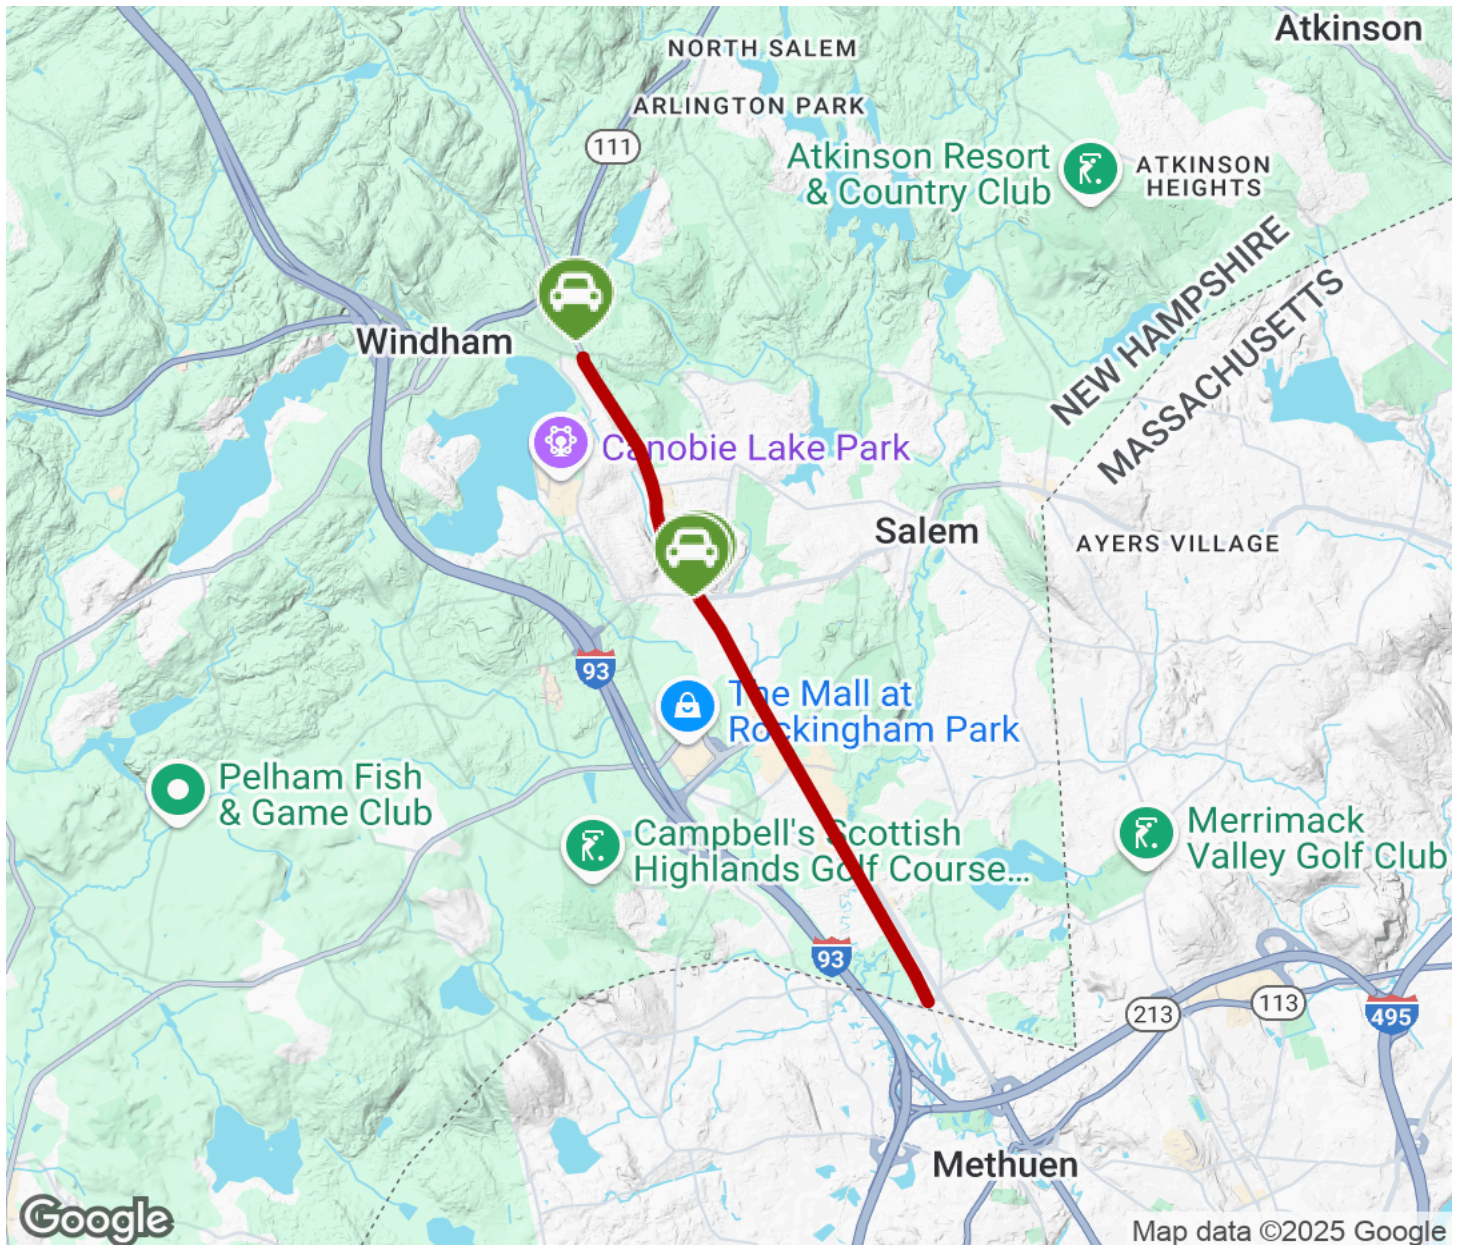 Atkinson
NORTH SALEM
ARLINGTON PARK
111
Atkinson Resort
& Country Club
ATKINSON
HEIGHTS
NEW HAMPSHIRE
MASSACHUSETTS
Windham
Canobie Lake Park
Salem
AYERS VILLAGE
93
The Mall at
Rockingham Park
Pelham Fish
& Game Club
Campbell's Scottish
Highlands Golf Course...
Merrimack
Valley Golf Club
93
213
113
495
Methuen
Google
Map data ©2025 Google